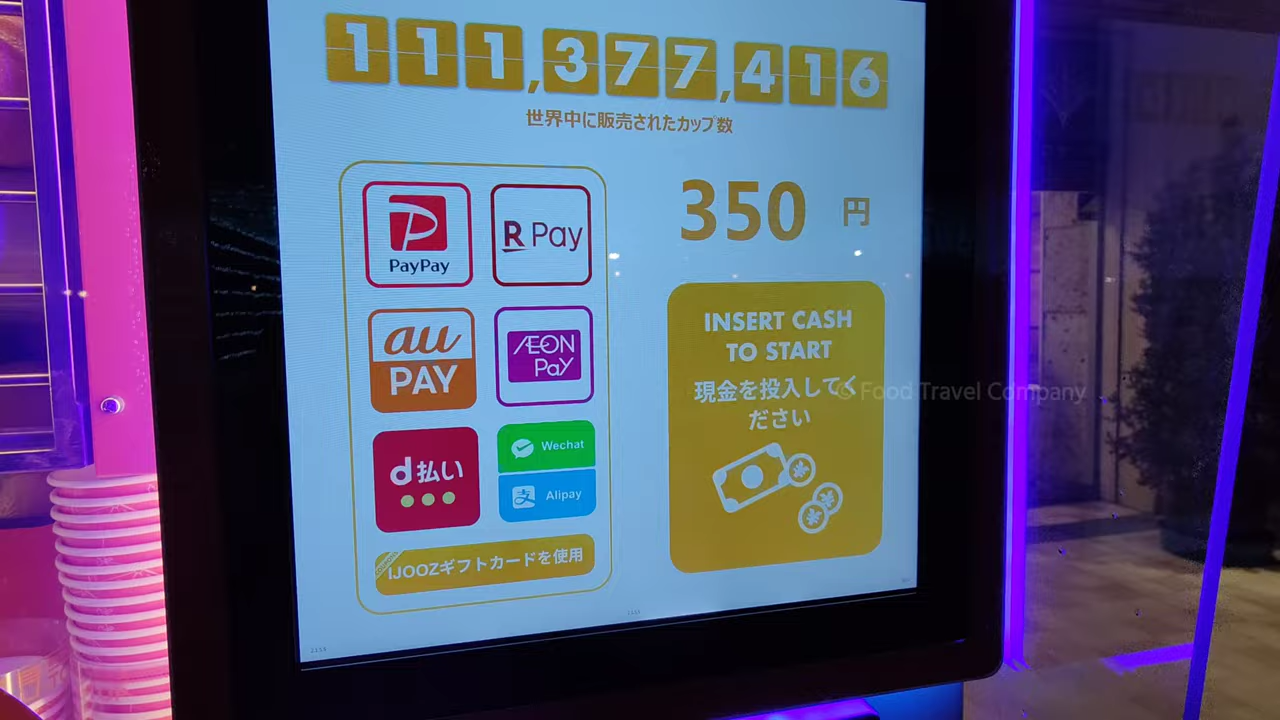 111,377,416
世界中に販売されたカップ数
PayPay
R Pay
350 円
au PAY
ÆON Pay
d払い
Wechat
Alipay
IJOOZギフトカードを使用
INSERT CASH
TO START
現金を投入してく
ださい
© Food Travel Company